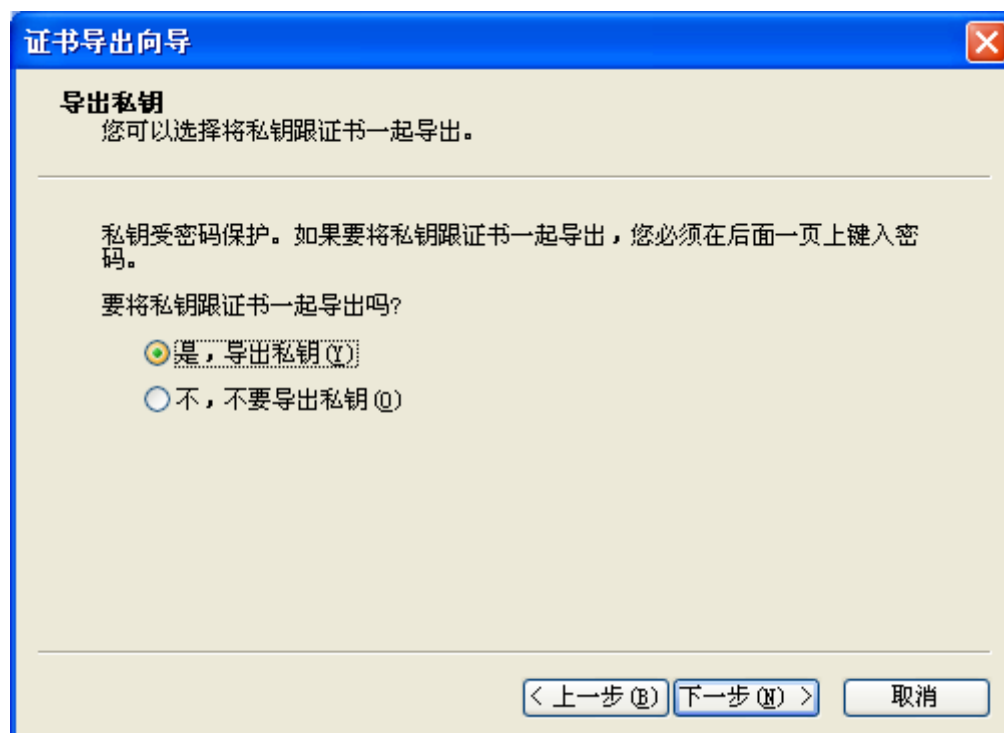 证书导出向导
导出私钥
您可以选择将私钥跟证书一起导出。
私钥受密码保护。如果要将私钥跟证书一起导出，您必须在后面一页上键入密
码。
要将私钥跟证书一起导出吗?
是，导出私钥(Y)
不，不要导出私钥(O)
< 上一步(B) 下一步(N) > 取消